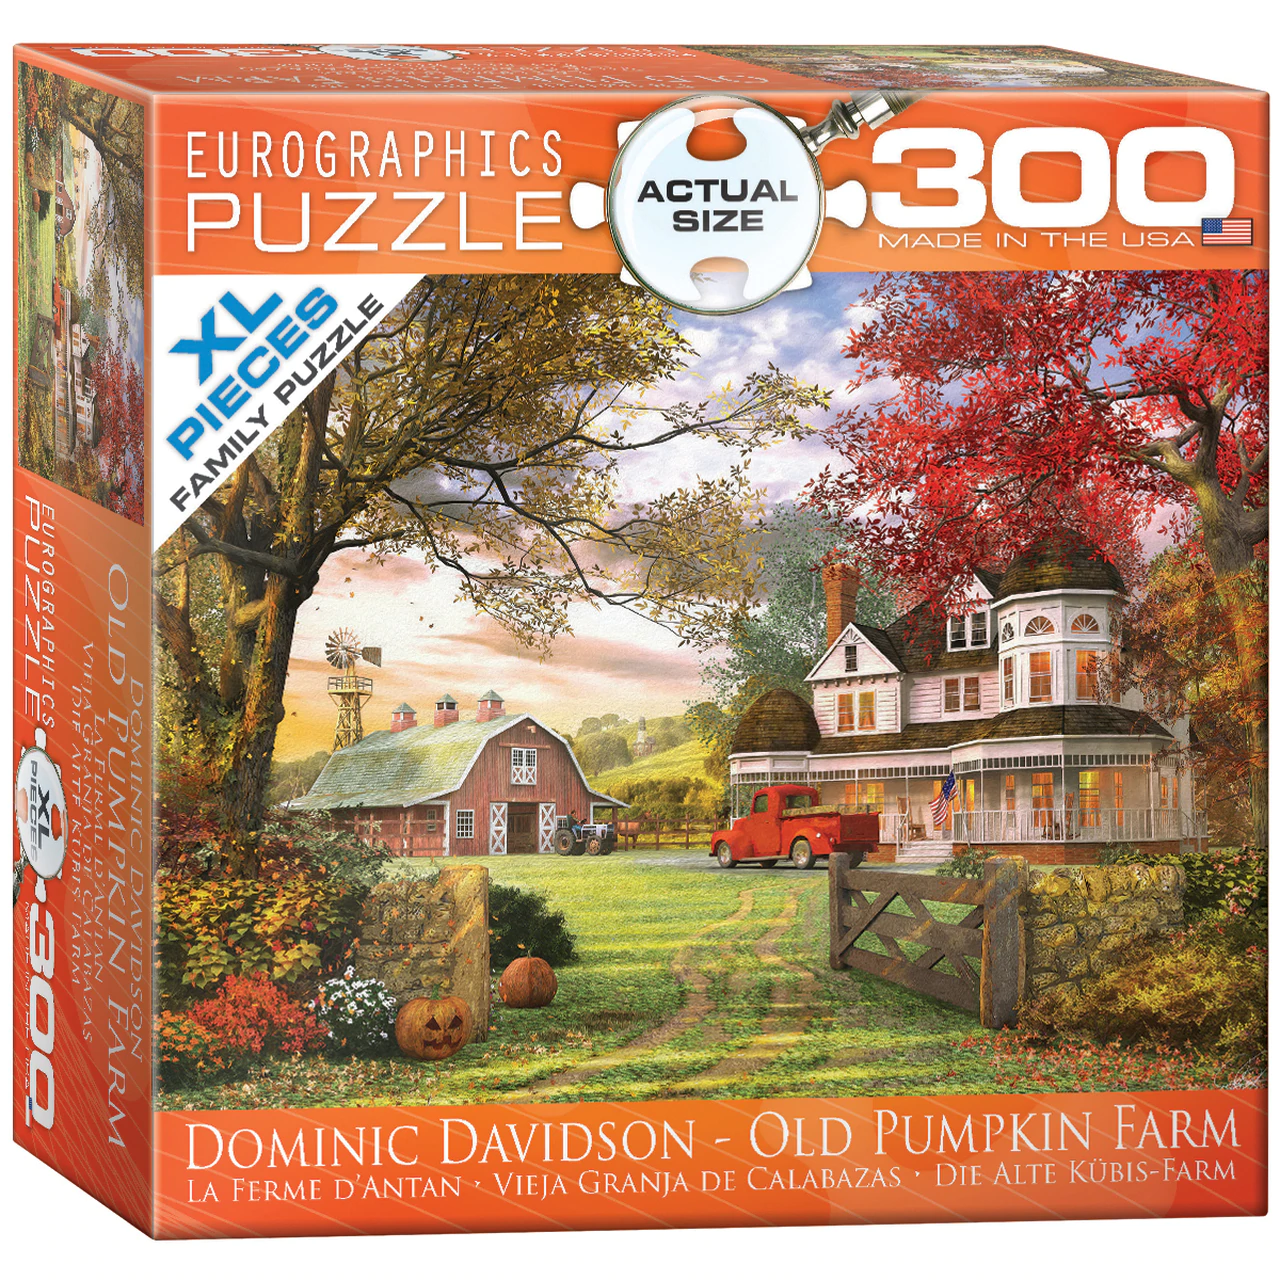 EUROGRAPHICS
PUZZLE
ACTUAL
SIZE
300
MADE IN THE USA
XL
PIECES
FAMILY PUZZLE
DOMINIC DAVIDSON - OLD PUMPKIN FARM
LA FERME D'ANTAN · VIEJA GRANJA DE CALABAZAS · DIE ALTE KÜBIS-FARM
EUROGRAPHICS
PUZZLE
XL
PIECES
300
DOMINIC DAVIDSON
OLD PUMPKIN FARM
LA FERME D'ANTAN
VIEJA GRANJA DE CALABAZAS
DIE ALTE KÜBIS FARM
300